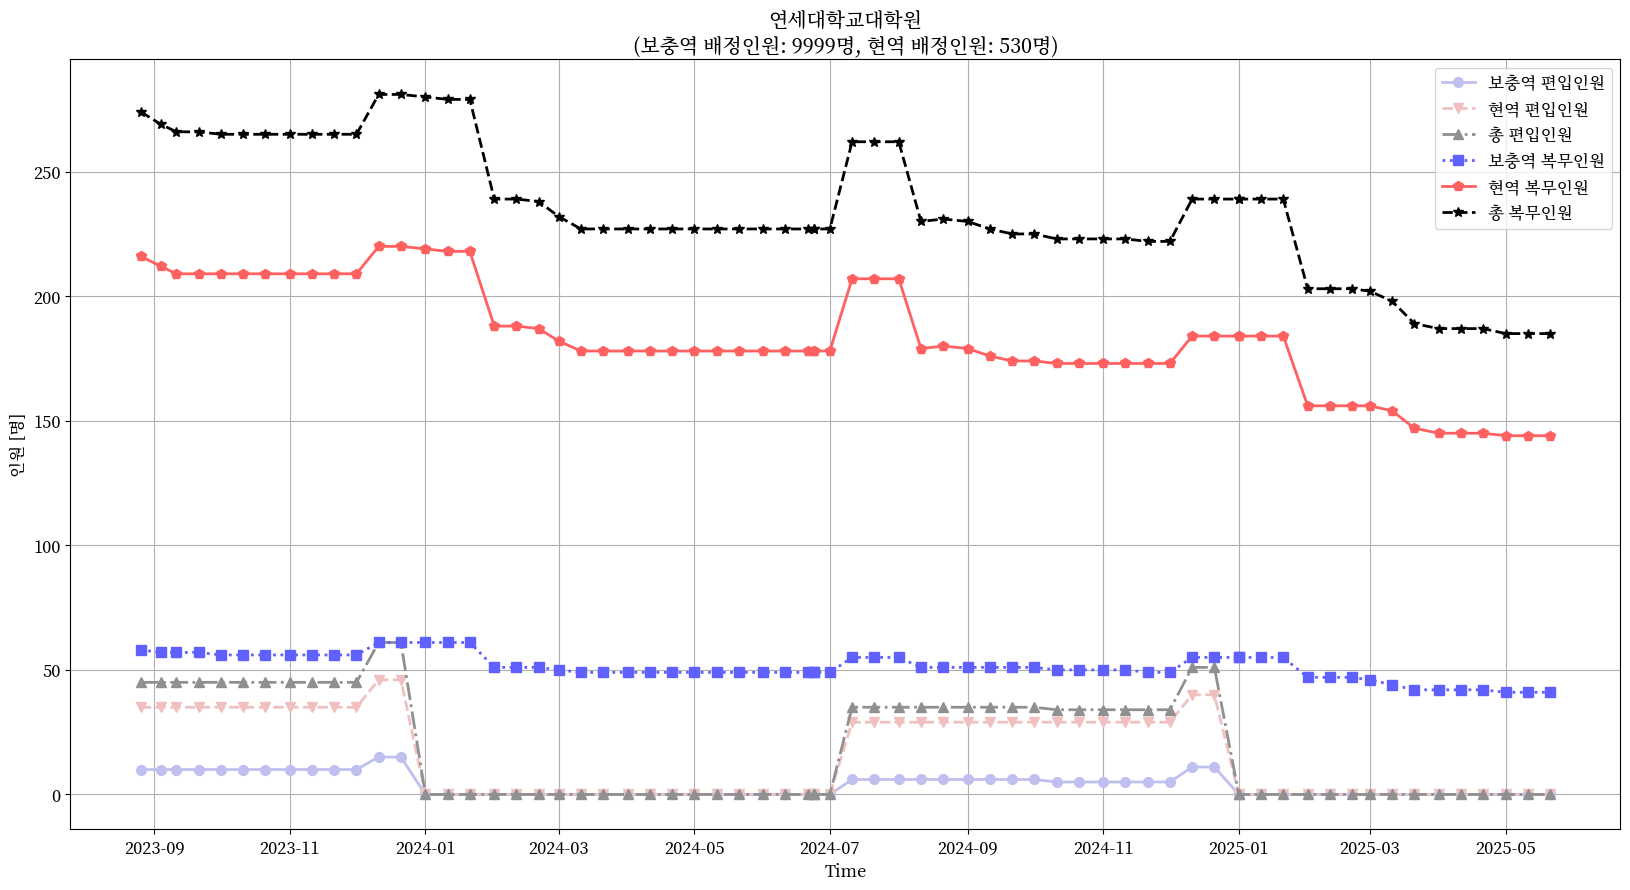 연세대학교대학원
(보충역 배정인원: 9999명, 현역 배정인원: 530명)
보충역 편입인원
현역 편입인원
총 편입인원
보충역 복무인원
현역 복무인원
총 복무인원
인원 [명]
250
200
150
100
50
0
2023-09
2023-11
2024-01
2024-03
2024-05
2024-07
2024-09
2024-11
2025-01
2025-03
2025-05
Time